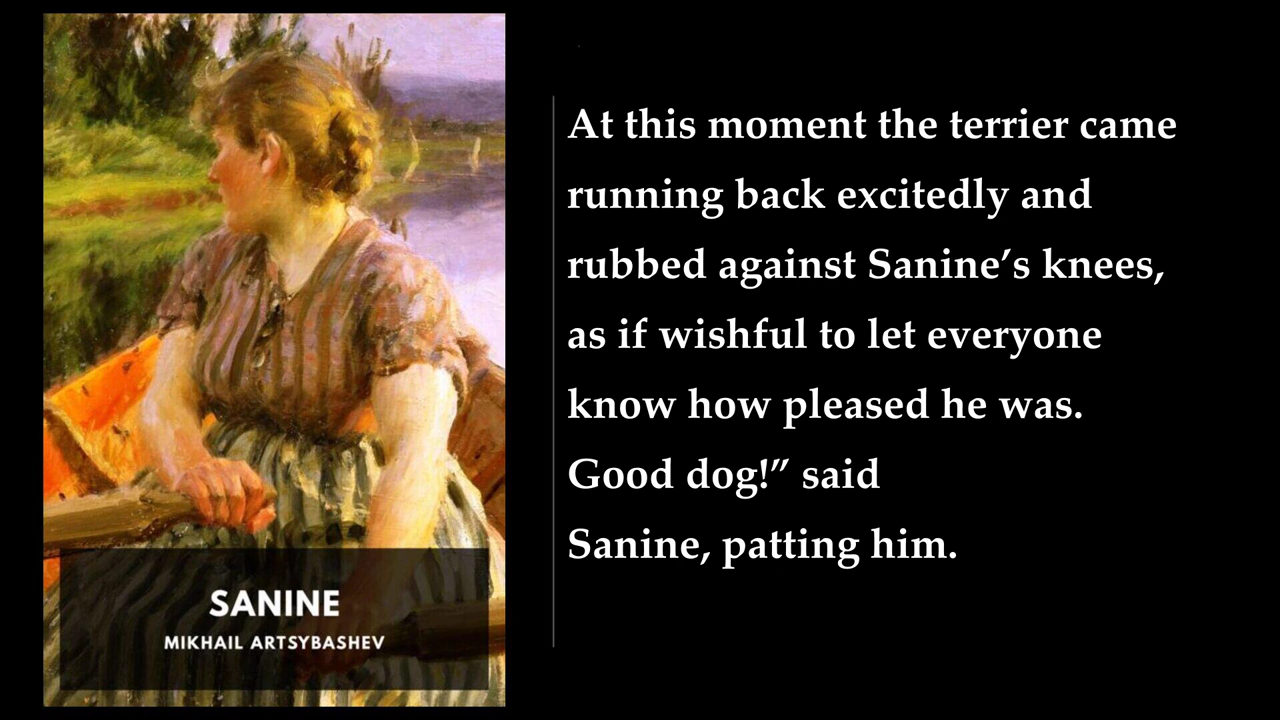 SANINE
MIKHAIL ARTSYBASHEV
At this moment the terrier came
running back excitedly and
rubbed against Sanine’s knees,
as if wishful to let everyone
know how pleased he was.
Good dog!” said
Sanine, patting him.